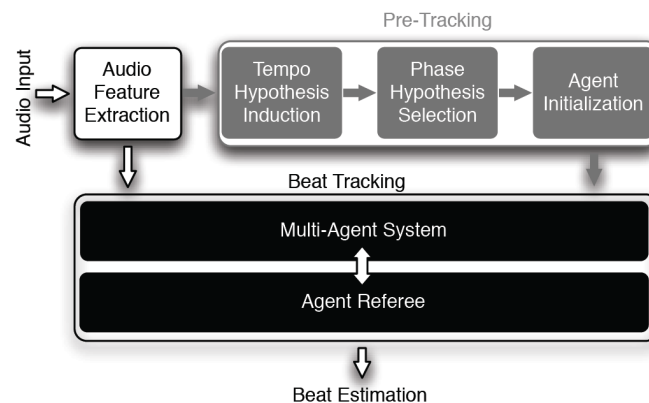 Pre-Tracking
Audio Input
Audio
Feature
Extraction
Tempo
Hypothesis
Induction
Phase
Hypothesis
Selection
Agent
Initialization
Beat Tracking
Multi-Agent System
Agent Referee
Beat Estimation